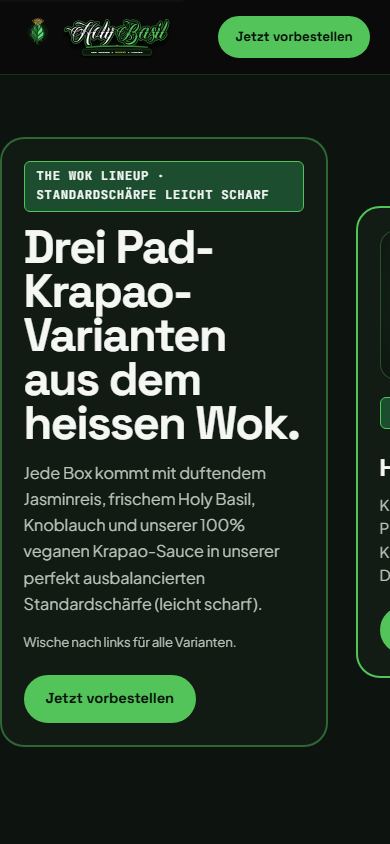 Holy Basil
Jetzt vorbestellen
THE WOK LINEUP ·
STANDARDSCHÄRFE LEICHT SCHARF
Drei Pad-
Krapao-
Varianten
aus dem
heissen Wok.
Jede Box kommt mit duftendem
Jasminreis, frischem Holy Basil,
Knoblauch und unserer 100%
veganen Krapao-Sauce in unserer
perfekt ausbalancierten
Standardschärfe (leicht scharf).
Wische nach links für alle Varianten.
Jetzt vorbestellen
H
K
P
K
D